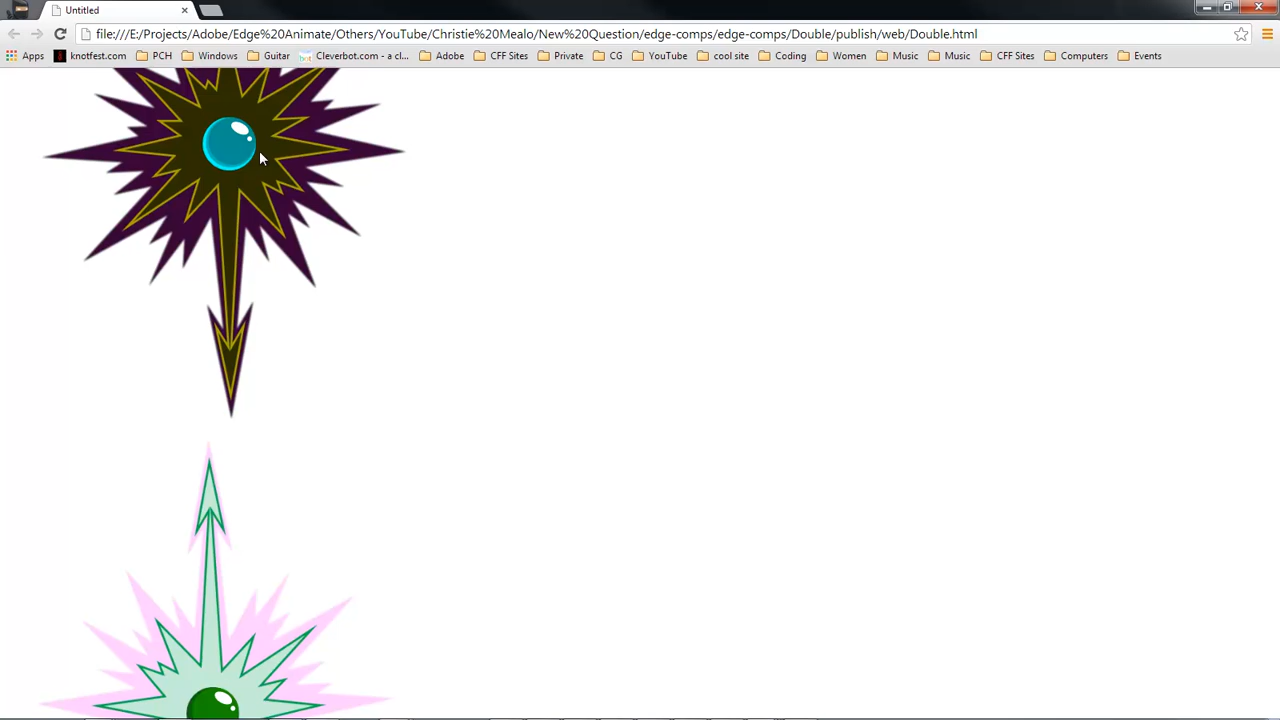 Untitled
file:///E:/Projects/Adobe/Edge%20Animate/Others/YouTube/Christie%20Mealo/New%20Question/edge-comps/edge-comps/Double/publish/web/Double.html
Apps knotfest.com PCH Windows Guitar Cleverbot.com - a cl... Adobe CFF Sites Private CG YouTube cool site Coding Women Music Music CFF Sites Computers Events